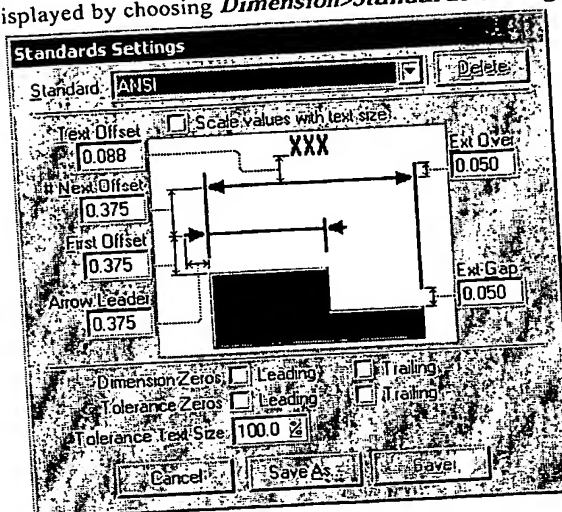 isplayed by choosing Dimension>Standards
Standards Settings
Standard ANSI Delete
Text Offset Scale values with text size
0.088 XXX Ext Over
0.050
# Next Offset
0.375
First Offset
0.375 Ext Gap
Arrow Leader 0.050
0.375
Dimension Zeros Leading Trailing
Tolerance Zeros Leading Trailing
Tolerance Text Size 100.0 %
Cancel Save As Save!